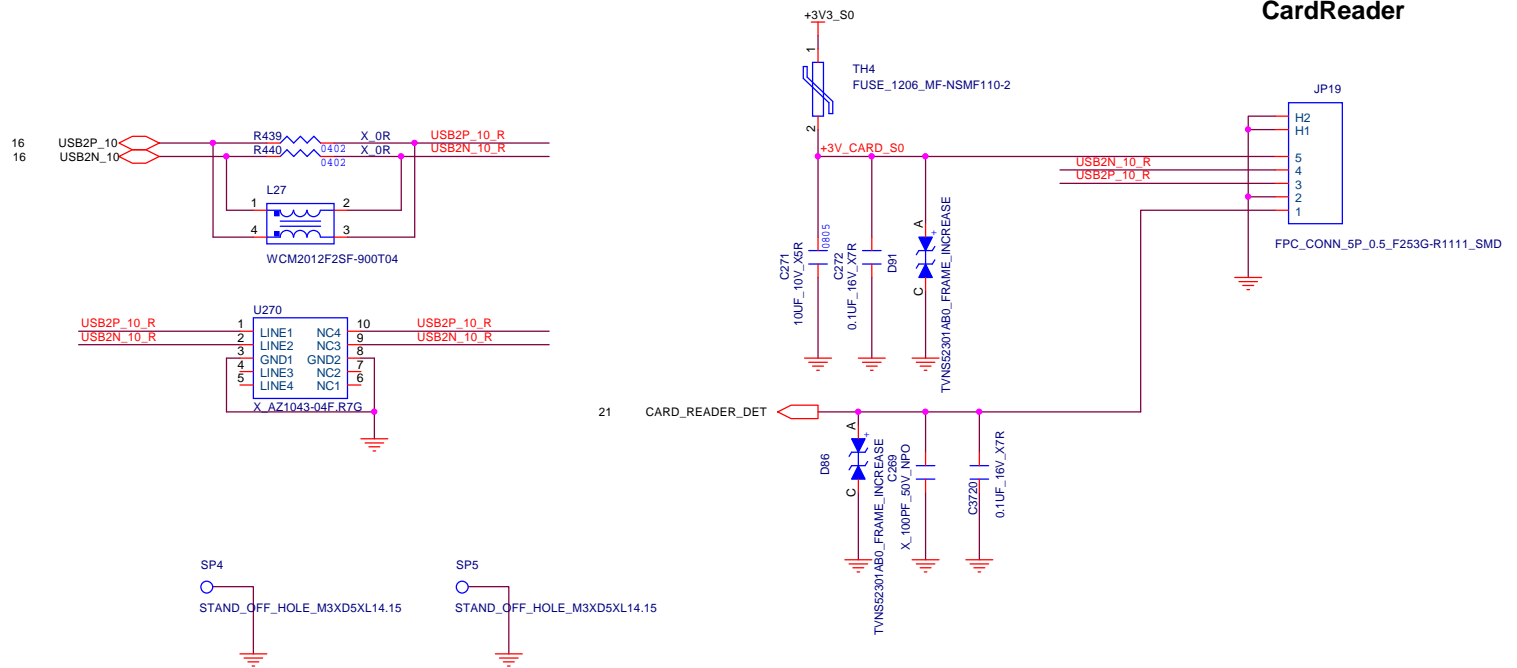 CardReader
+3V3_S0
1
TH4
FUSE_1206_MF-NSMF110-2
2
+3V_CARD_S0
JP19
H2
H1
5
4
3
2
1
USB2N_10_R
USB2P_10_R
FPC_CONN_5P_0.5_F253G-R1111_SMD
16 USB2P_10
16 USB2N_10
R439 X_0R USB2P_10_R
0402
R440 X_0R USB2N_10_R
0402
L27
1 2
4 3
WCM2012F2SF-900T04
C271
10UF_10V_X5R
0805
C272
0.1UF_16V_X7R
D91
A
+
C
TVNS52301AB0_FRAME_INCREASE
U270
USB2P_10_R 1 LINE1 NC4 10 USB2P_10_R
USB2N_10_R 2 LINE2 NC3 9 USB2N_10_R
3 GND1 GND2 8
4 LINE3 NC2 7
5 LINE4 NC1 6
X_AZ1043-04F.R7G
21 CARD_READER_DET
D86
A
+
C
TVNS52301AB0_FRAME_INCREASE
C269
X_100PF_50V_NPO
C3720
0.1UF_16V_X7R
SP4
STAND_OFF_HOLE_M3XD5XL14.15
SP5
STAND_OFF_HOLE_M3XD5XL14.15